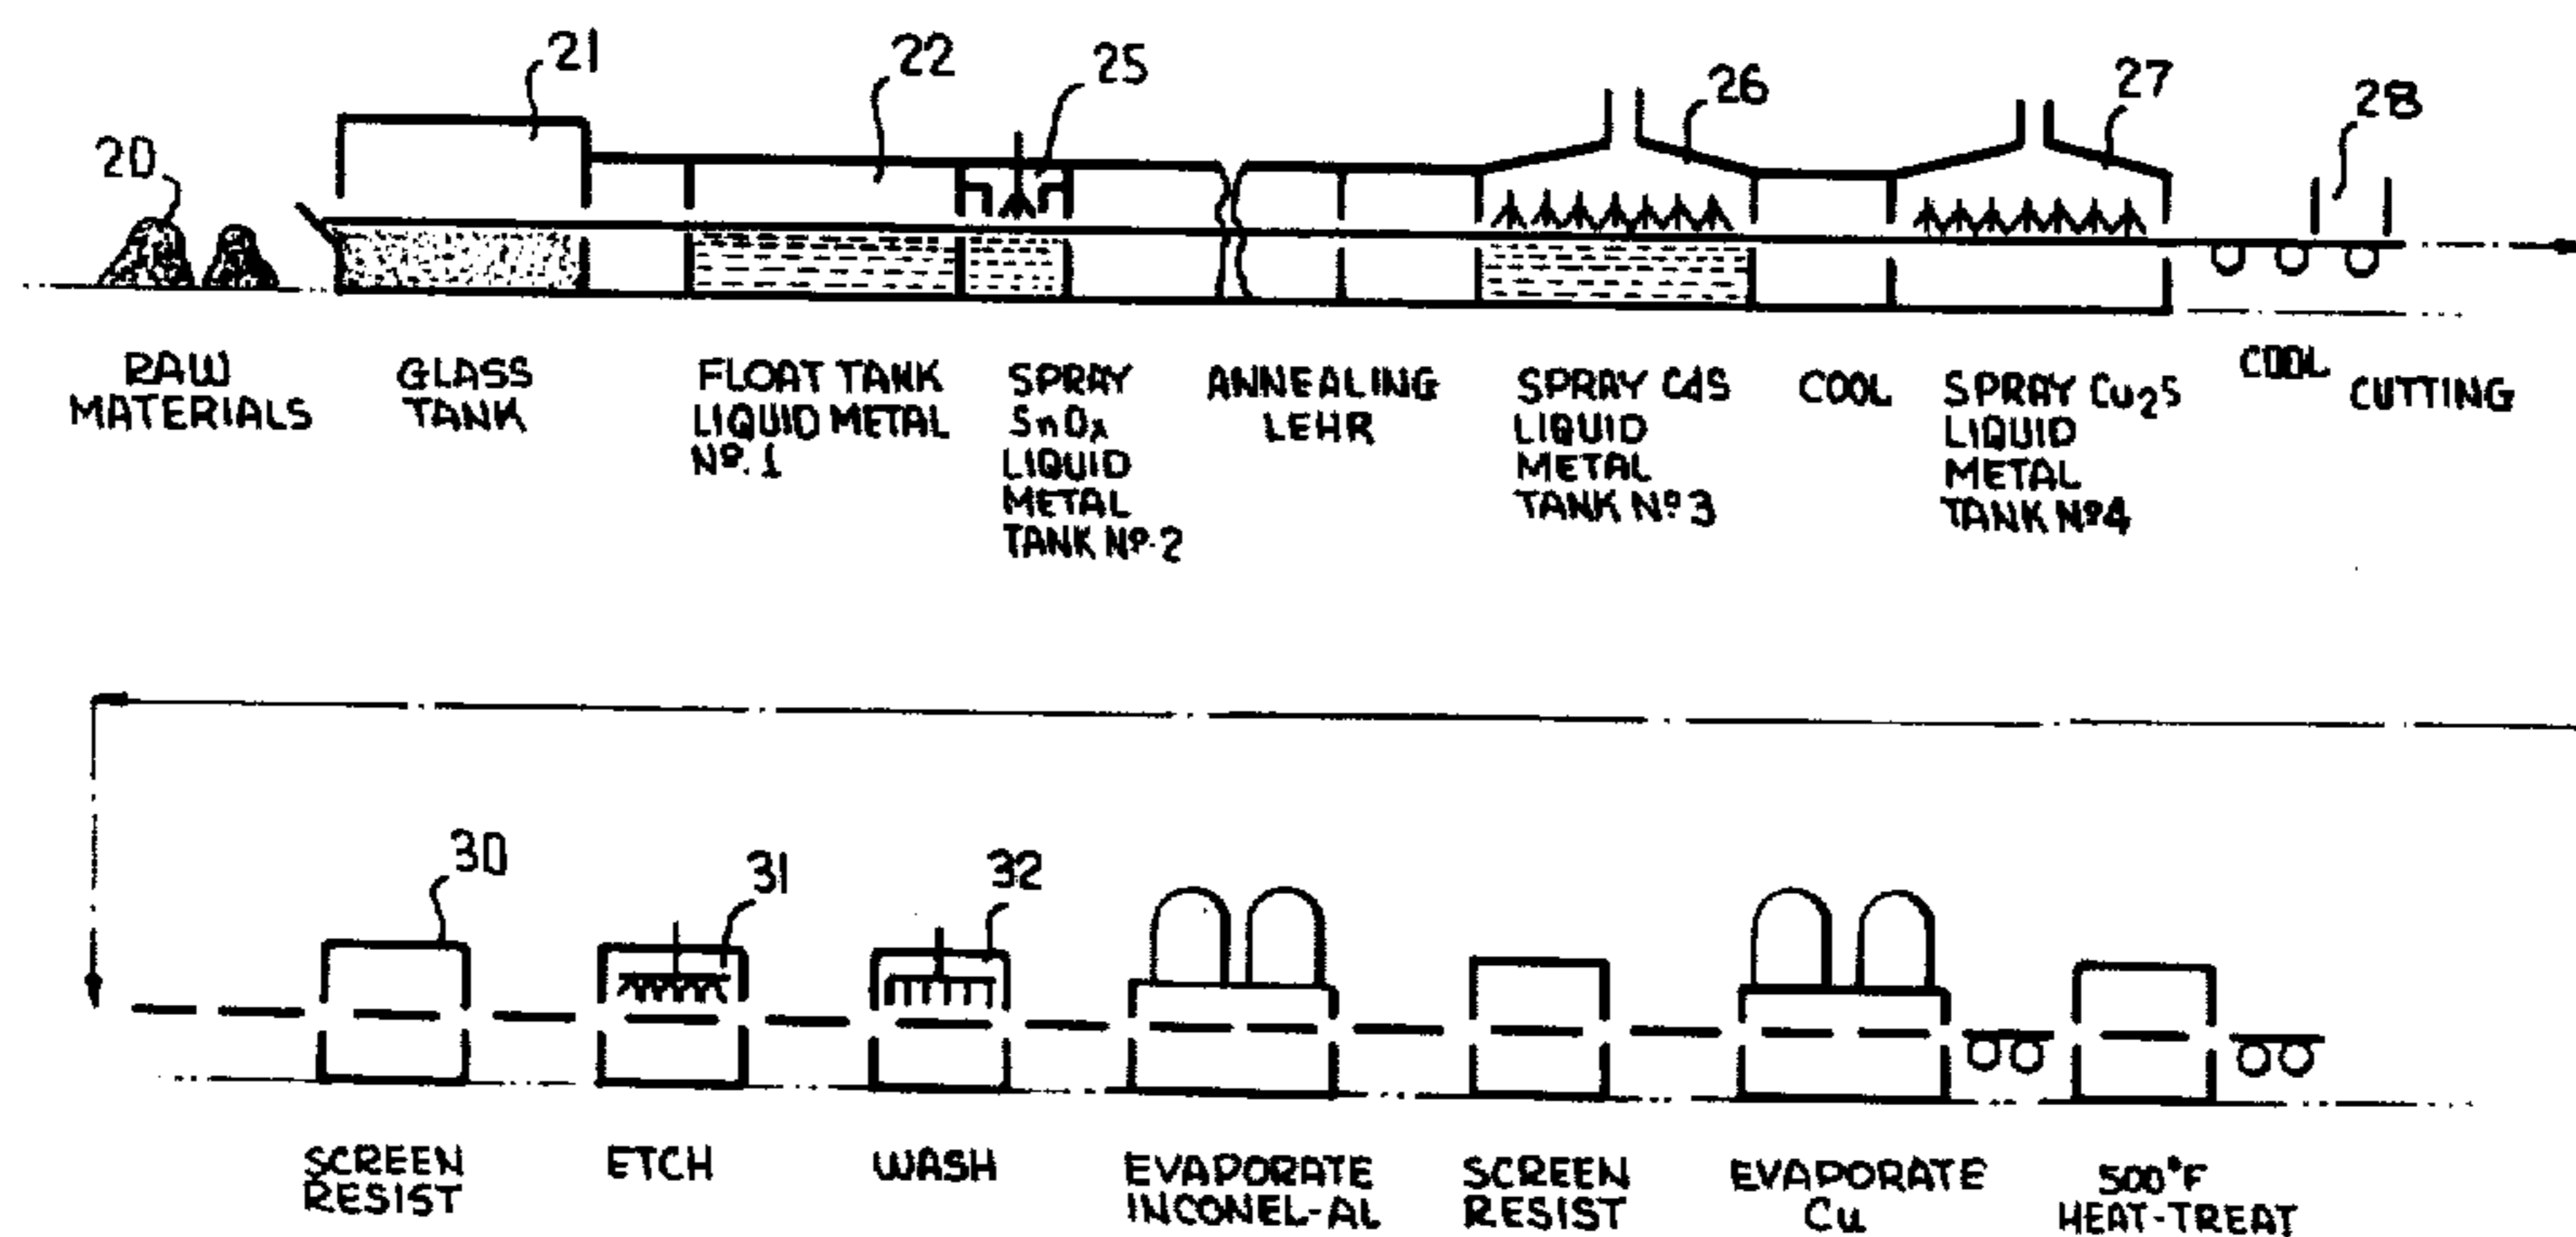 20
21
22
25
26
27
28
RAW
MATERIALS
GLASS
TANK
FLOAT TANK
LIQUID METAL
Nº.1
SPRAY
SnOx
LIQUID
METAL
TANK Nº.2
ANNEALING
LEHR
SPRAY CdS
LIQUID
METAL
TANK Nº3
COOL
SPRAY Cu2S
LIQUID
METAL
TANK Nº4
COOL
CUTTING
30
31
32
SCREEN
RESIST
ETCH
WASH
EVAPORATE
INCONEL-AL
SCREEN
RESIST
EVAPORATE
Cu
500°F
HEAT-TREAT